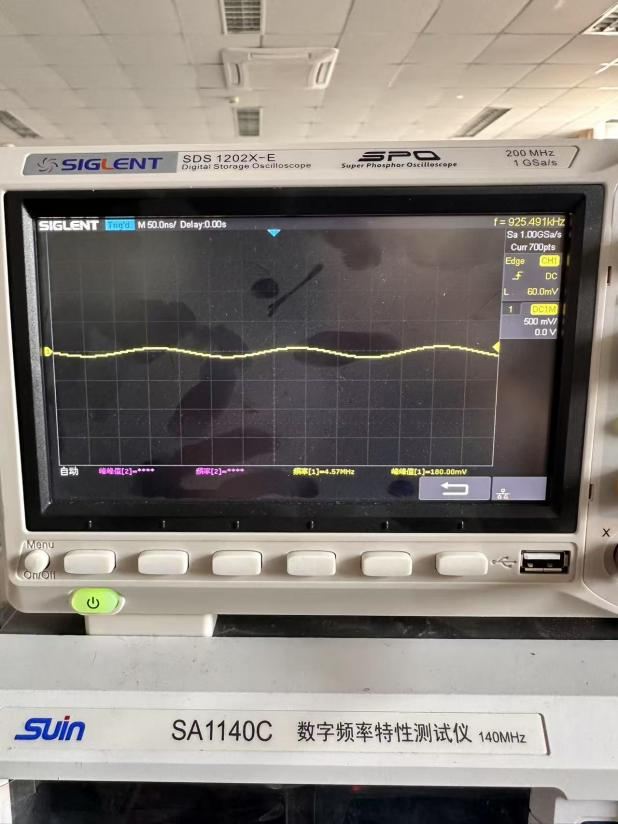 SIGLENT
SDS 1202X-E
Digital Storage Oscilloscope
SPO
Super Phosphor Oscilloscope
200 MHz
1 GSa/s
SIGLENT Trig'd M 50.0ns/ Delay:0.00s
f = 925.491kHz
Sa 1.00GSa/s
Curr 700pts
Edge CH1
DC
L 60.0mV
1 DC1M
500 mV/
0.0 V
自动 峰峰值[2]=**** 频率[2]=**** 频率[1]=4.57MHz 峰峰值[1]=180.00mV
Menu
On/Off
X
Suin
SA1140C 数字频率特性测试仪 140MHz